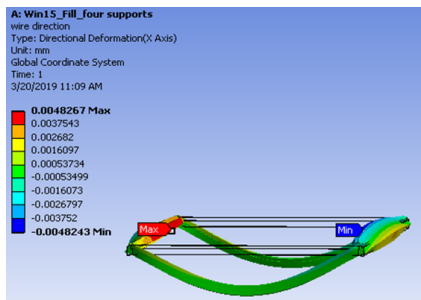 A: Win15_Fill_four supports
wire direction
Type: Directional Deformation(X Axis)
Unit: mm
Global Coordinate System
Time: 1
3/20/2019 11:09 AM
0.0048267 Max
0.0037543
0.002682
0.0016097
0.00053734
-0.00053499
-0.0016073
-0.0026797
-0.003752
-0.0048243 Min
Max
Min